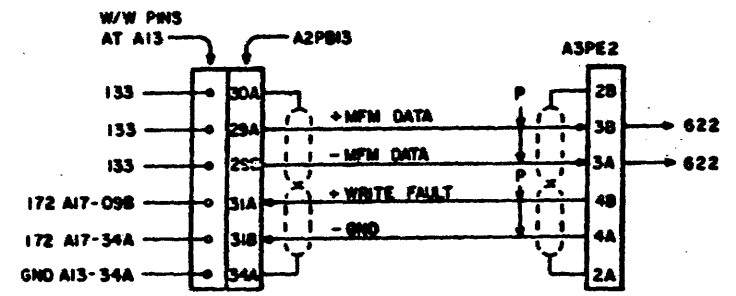 W/W PINS
AT A13
A2PB13
A3PE2
133 30A 2B
P
133 29A +MFM DATA 3B 622
133 29C -MFM DATA 3A 622
P
172 A17-09B 31A +WRITE FAULT 4B
172 A17-34A 31B -GND 4A
GND A13-34A 34A 2A